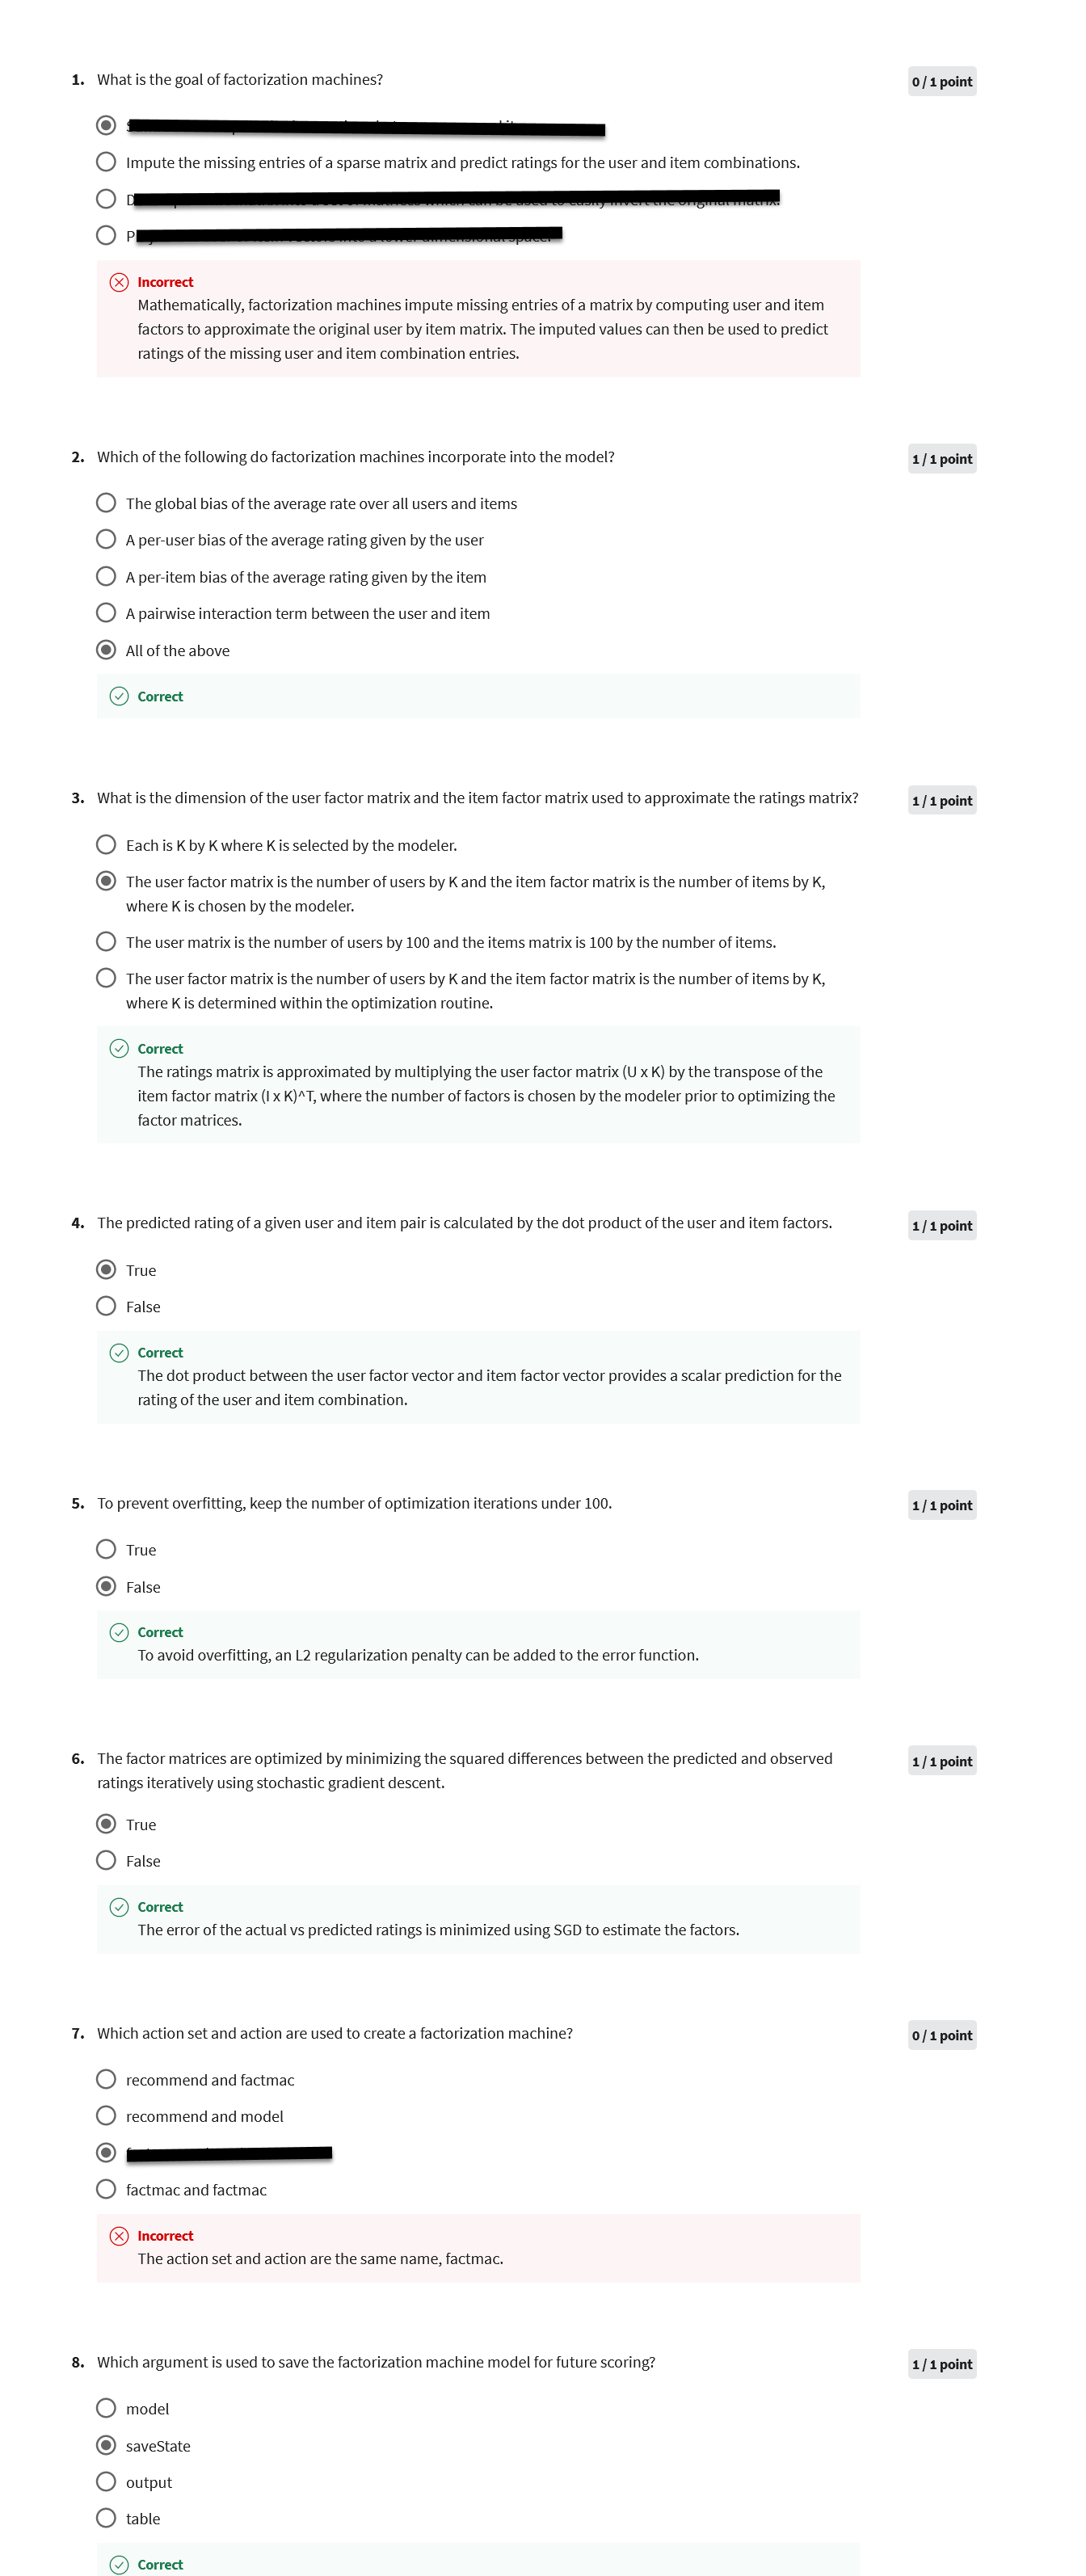 1. What is the goal of factorization machines?
0 / 1 point
Impute the missing entries of a sparse matrix and predict ratings for the user and item combinations.
Incorrect
Mathematically, factorization machines impute missing entries of a matrix by computing user and item
factors to approximate the original user by item matrix. The imputed values can then be used to predict
ratings of the missing user and item combination entries.
2. Which of the following do factorization machines incorporate into the model?
1 / 1 point
The global bias of the average rate over all users and items
A per-user bias of the average rating given by the user
A per-item bias of the average rating given by the item
A pairwise interaction term between the user and item
All of the above
Correct
3. What is the dimension of the user factor matrix and the item factor matrix used to approximate the ratings matrix?
1 / 1 point
Each is K by K where K is selected by the modeler.
The user factor matrix is the number of users by K and the item factor matrix is the number of items by K,
where K is chosen by the modeler.
The user matrix is the number of users by 100 and the items matrix is 100 by the number of items.
The user factor matrix is the number of users by K and the item factor matrix is the number of items by K,
where K is determined within the optimization routine.
Correct
The ratings matrix is approximated by multiplying the user factor matrix (U x K) by the transpose of the
item factor matrix (I x K)^T, where the number of factors is chosen by the modeler prior to optimizing the
factor matrices.
4. The predicted rating of a given user and item pair is calculated by the dot product of the user and item factors.
1 / 1 point
True
False
Correct
The dot product between the user factor vector and item factor vector provides a scalar prediction for the
rating of the user and item combination.
5. To prevent overfitting, keep the number of optimization iterations under 100.
1 / 1 point
True
False
Correct
To avoid overfitting, an L2 regularization penalty can be added to the error function.
6. The factor matrices are optimized by minimizing the squared differences between the predicted and observed
ratings iteratively using stochastic gradient descent.
1 / 1 point
True
False
Correct
The error of the actual vs predicted ratings is minimized using SGD to estimate the factors.
7. Which action set and action are used to create a factorization machine?
0 / 1 point
recommend and factmac
recommend and model
factmac and factmac
Incorrect
The action set and action are the same name, factmac.
8. Which argument is used to save the factorization machine model for future scoring?
1 / 1 point
model
saveState
output
table
Correct